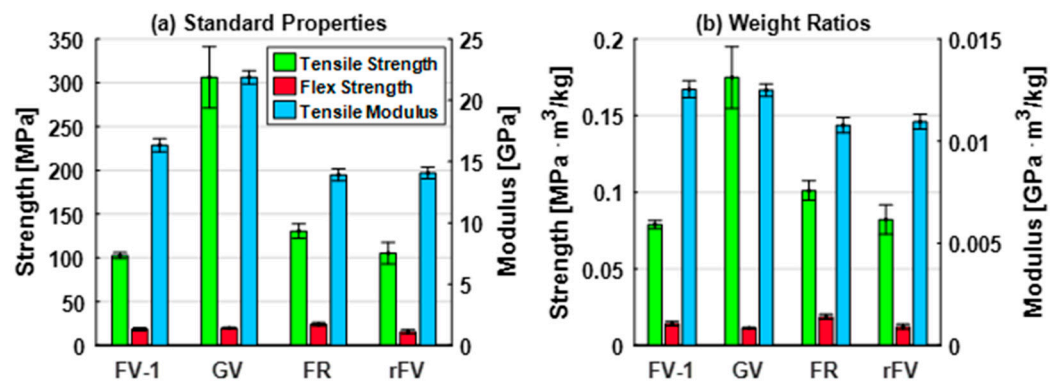 (a) Standard Properties
Strength [MPa]
350
300
250
200
150
100
50
0
Tensile Strength
Flex Strength
Tensile Modulus
25
20
15
10
5
0
Modulus [GPa]
FV-1 GV FR rFV
(b) Weight Ratios
Strength [MPa · m³/kg]
0.2
0.15
0.1
0.05
0
0.015
0.01
0.005
0
Modulus [GPa · m³/kg]
FV-1 GV FR rFV